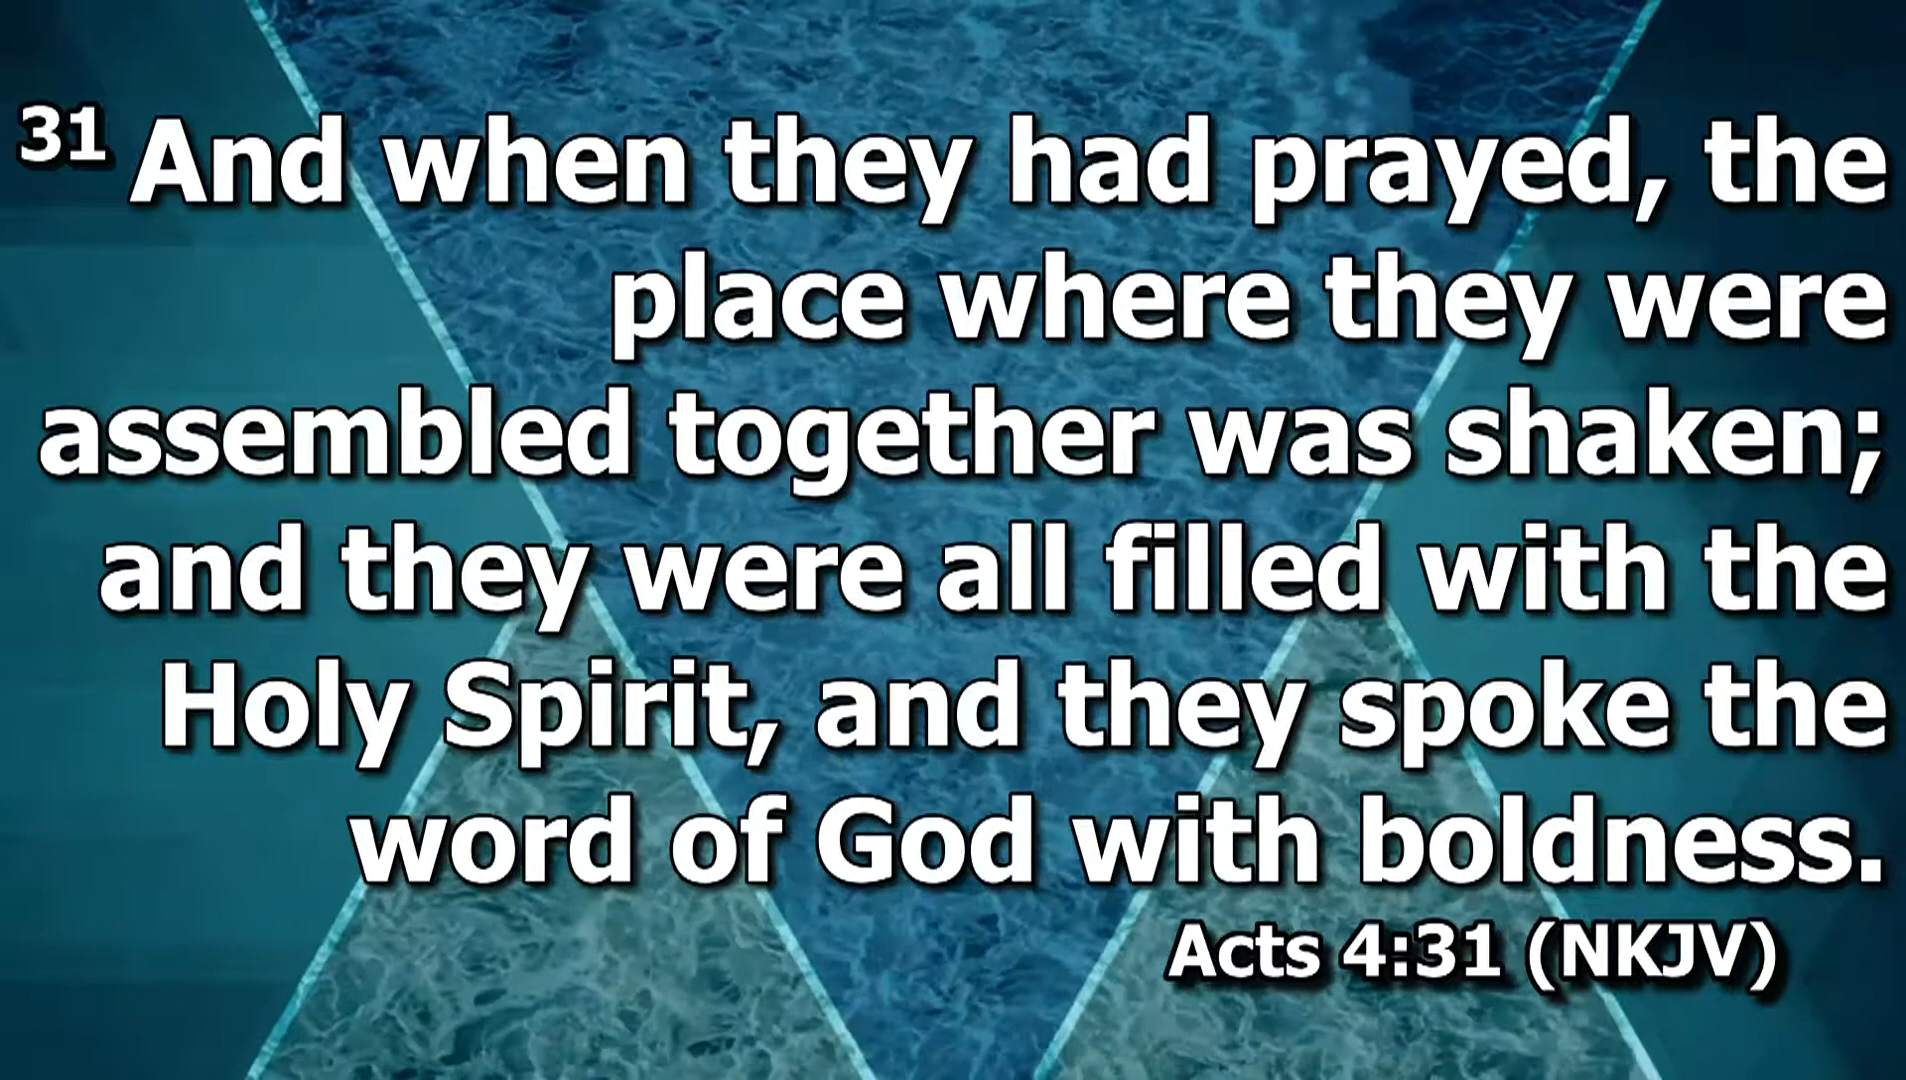 31 And when they had prayed, the
place where they were
assembled together was shaken;
and they were all filled with the
Holy Spirit, and they spoke the
word of God with boldness.
Acts 4:31 (NKJV)